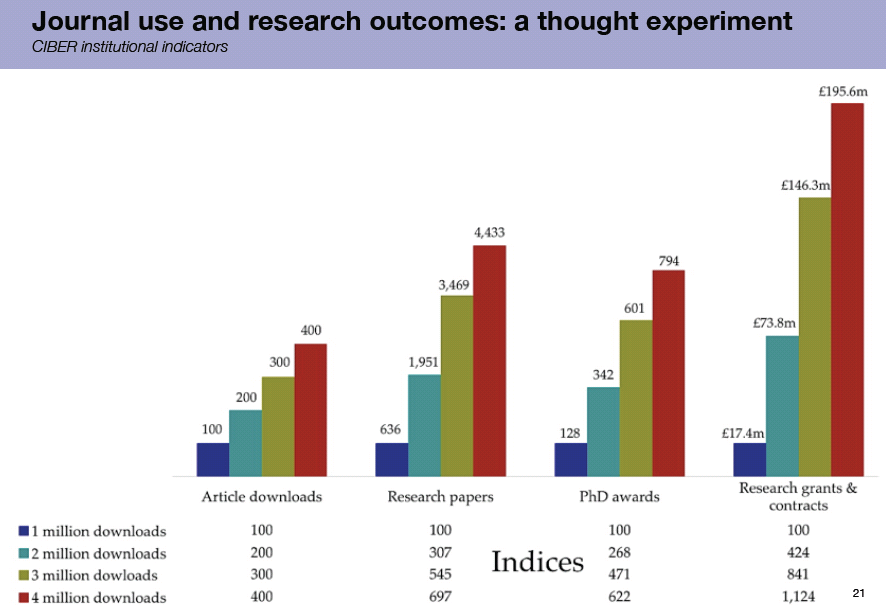 Journal use and research outcomes: a thought experiment
CIBER institutional indicators
£195.6m
£146.3m
4,433
794
3,469
601
400
£73.8m
300
1,951
342
200
100
636
128
£17.4m
Article downloads
Research papers
PhD awards
Research grants &
contracts
1 million downloads 100 100 100 100
2 million downloads 200 307 268 424
Indices
3 million dowloads 300 545 471 841
4 million downloads 400 697 622 1,124
21